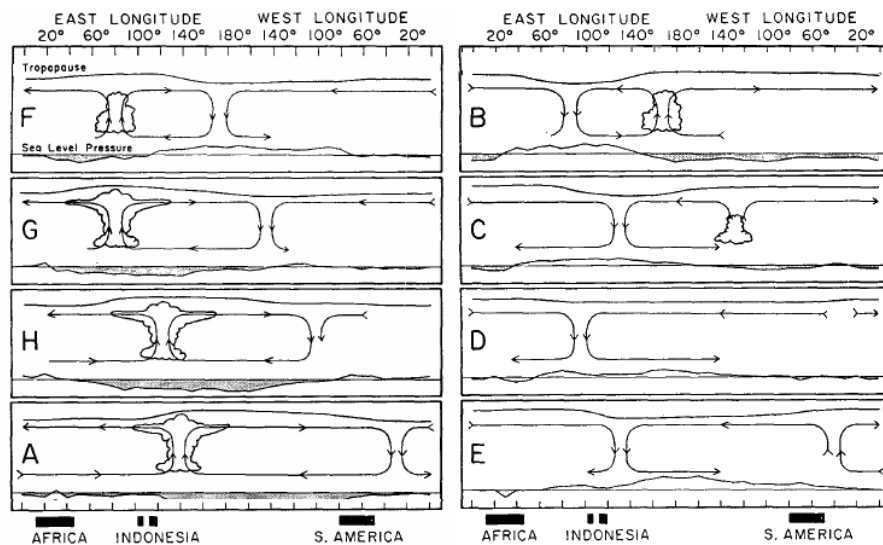 EAST LONGITUDE WEST LONGITUDE
20° 60° 100° 140° 180° 140° 100° 60° 20°
Tropopause
F
Sea Level Pressure
G
H
A
AFRICA INDONESIA S. AMERICA
EAST LONGITUDE WEST LONGITUDE
20° 60° 100° 140° 180° 140° 100° 60° 20°
B
C
D
E
AFRICA INDONESIA S. AMERICA